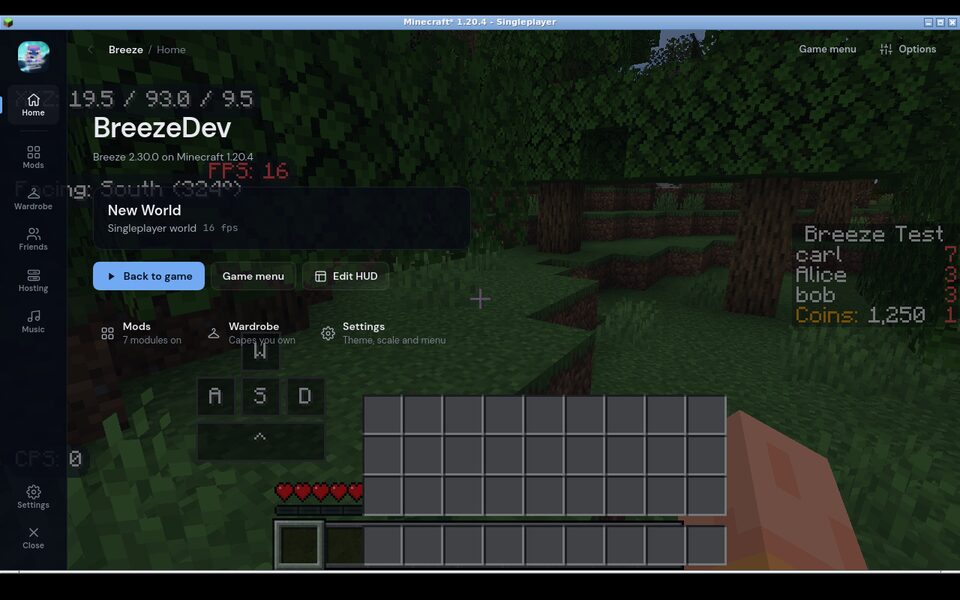 Minecraft* 1.20.4 - Singleplayer
Breeze / Home
Game menu
Options
19.5 / 93.0 / 9.5
Home
BreezeDev
Breeze 2.30.0 on Minecraft 1.20.4
Mods
FPS: 16
Facing: South (324°)
Wardrobe
New World
Singleplayer world 16 fps
Friends
Breeze Test
carl 7
Alice 3
bob 3
Coins: 1,250 1
Hosting
Back to game
Game menu
Edit HUD
Music
Mods
7 modules on
Wardrobe
Capes you own
Settings
Theme, scale and menu
W
A S D
^
CPS: 0
Settings
Close